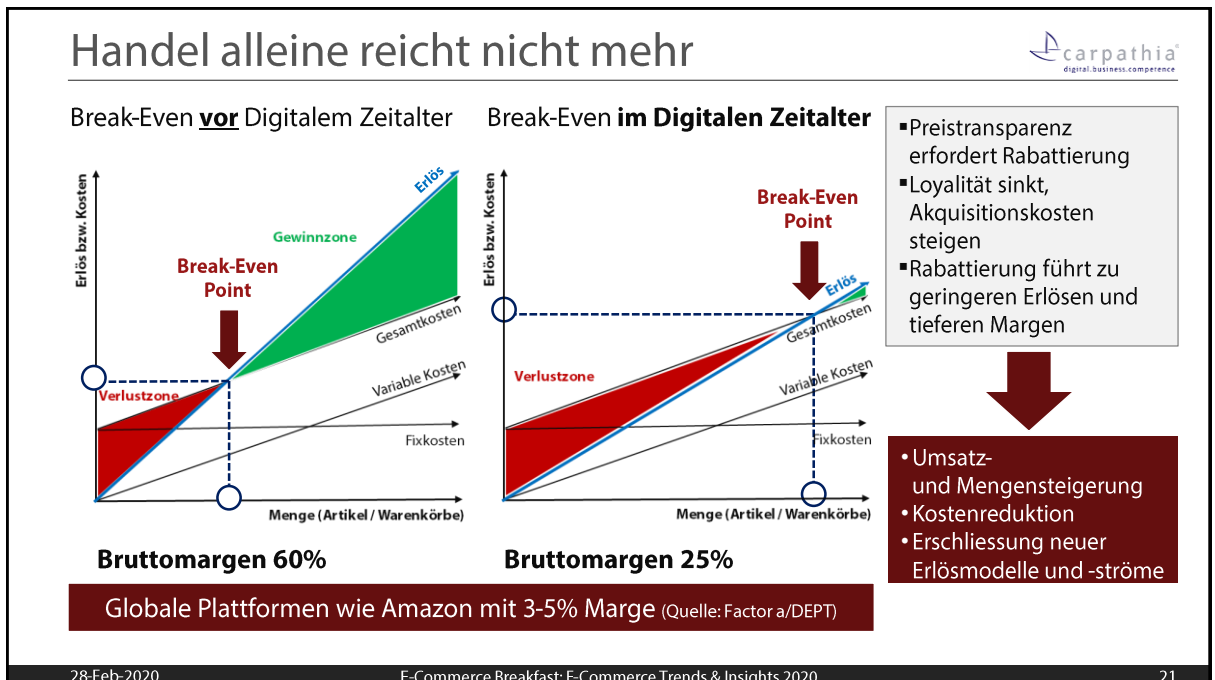 Handel alleine reicht nicht mehr
carpathia®
digital.business.competence
Break-Even vor Digitalem Zeitalter
Erlös bzw. Kosten
Erlös
Gewinnzone
Break-Even
Point
Gesamtkosten
Verlustzone
Variable Kosten
Fixkosten
Menge (Artikel / Warenkörbe)
Bruttomargen 60%
Break-Even im Digitalen Zeitalter
Erlös bzw. Kosten
Break-Even
Point
Erlös
Gesamtkosten
Verlustzone
Variable Kosten
Fixkosten
Menge (Artikel / Warenkörbe)
Bruttomargen 25%
▪Preistransparenz
erfordert Rabattierung
▪Loyalität sinkt,
Akquisitionskosten
steigen
▪Rabattierung führt zu
geringeren Erlösen und
tieferen Margen
• Umsatz-
und Mengensteigerung
• Kostenreduktion
• Erschliessung neuer
Erlösmodelle und -ströme
Globale Plattformen wie Amazon mit 3-5% Marge (Quelle: Factor a/DEPT)
28-Feb-2020
E-Commerce Breakfast: E-Commerce Trends & Insights 2020
21